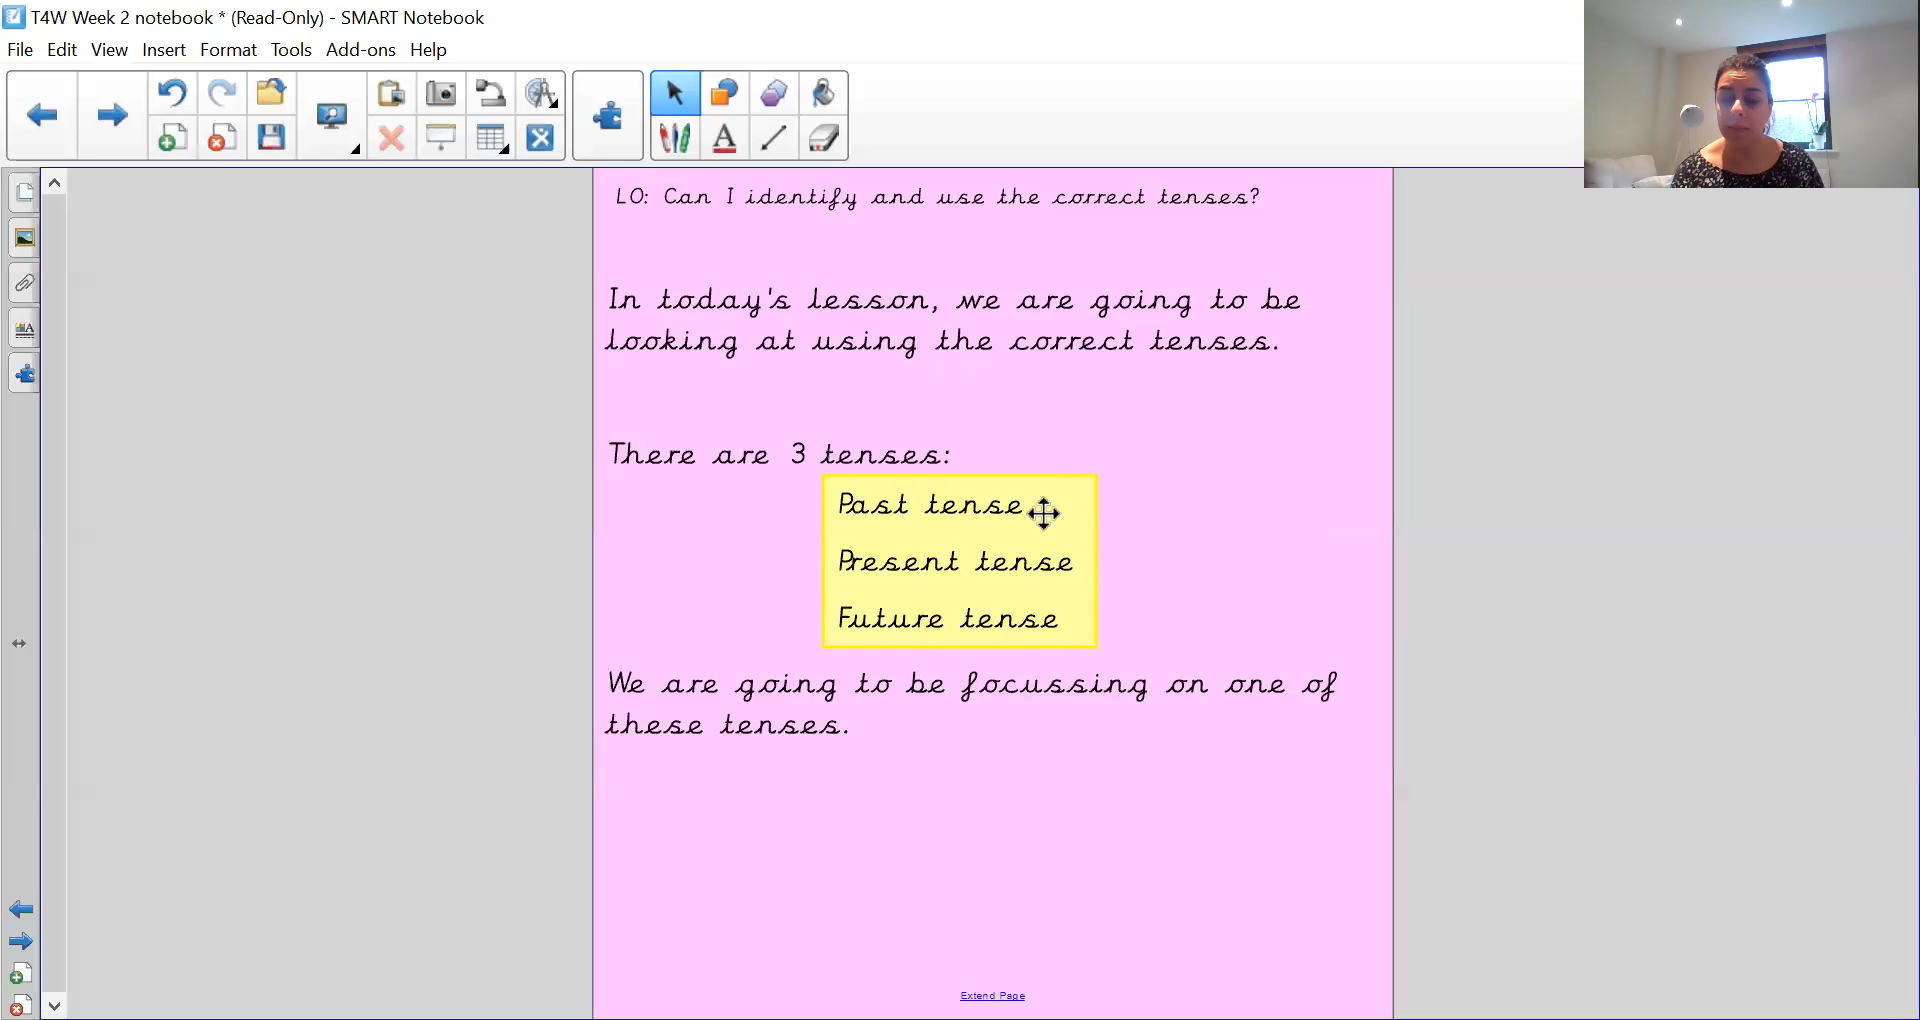 T4W Week 2 notebook * (Read-Only) - SMART Notebook
File Edit View Insert Format Tools Add-ons Help
LO: Can I identify and use the correct tenses?
In today's lesson, we are going to be
looking at using the correct tenses.
There are 3 tenses:
Past tense
Present tense
Future tense
We are going to be focussing on one of
these tenses.
Extend Page